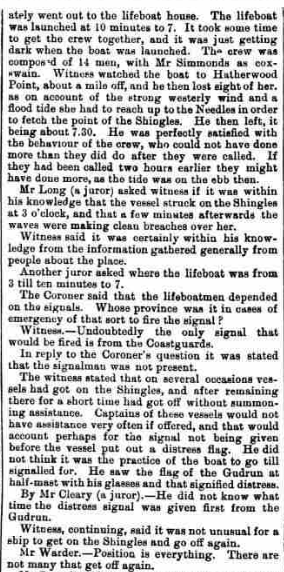 ately went out to the lifeboat house. The lifeboat
was launched at 10 minutes to 7. It took some time
to get the crew together, and it was just getting
dark when the boat was launched. The crew was
composed of 14 men, with Mr Simmonds as cox-
swain. Witness watched the boat to Hatherwood
Point, about a mile off, and he then lost sight of her.
as on account of the strong westerly wind and a
flood tide she had to reach up to the Needles in order
to fetch the point of the Shingles. He then left, it
being about 7.30. He was perfectly satisfied with
the behaviour of the crew, who could not have done
more than they did do after they were called. If
they had been called two hours earlier they might
have done more, as the tide was on the ebb then.
Mr Long (a juror) asked witness if it was within
his knowledge that the vessel struck on the Shingles
at 3 o'clock, and that a few minutes afterwards the
waves were making clean breaches over her.
Witness said it was certainly within his know-
ledge from the information gathered generally from
people about the place.
Another juror asked where the lifeboat was from
3 till ten minutes to 7.
The Coroner said that the lifeboatmen depended
on the signals. Whose province was it in cases of
emergency of that sort to fire the signal?
Witness.—Undoubtedly the only signal that
would be fired is from the Coastguards.
In reply to the Coroner's question it was stated
that the signalman was not present.
The witness stated that on several occasions ves-
sels had got on the Shingles, and after remaining
there for a short time had got off without summon-
ing assistance. Captains of these vessels would not
have assistance very often if offered, and that would
account perhaps for the signal not being given
before the vessel put out a distress flag. He did
not think it was the practice of the boat to go till
signalled for. He saw the flag of the Gudrun at
half-mast with his glasses and that signified distress.
By Mr Cleary (a juror).—He did not know what
time the distress signal was given first from the
Gudrun.
Witness, continuing, said it was not unusual for a
ship to get on the Shingles and go off again.
Mr Warder.—Position is everything. There are
not many that get off again.